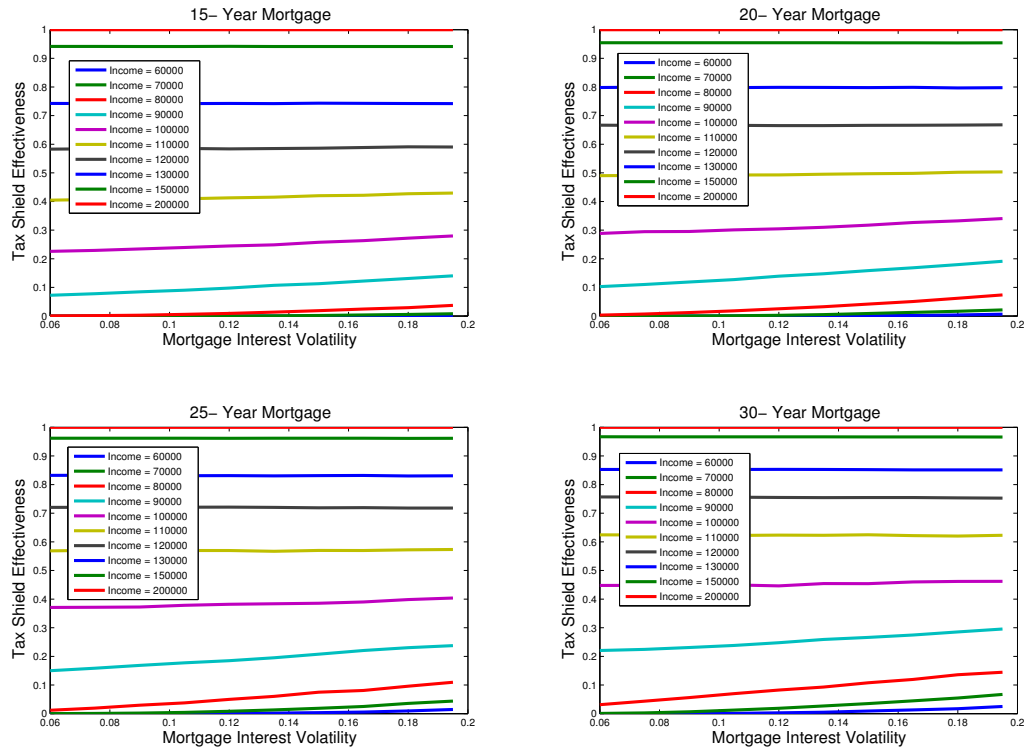 15− Year Mortgage
Tax Shield Effectiveness
1
0.9
0.8
0.7
0.6
0.5
0.4
0.3
0.2
0.1
0
Income = 60000
Income = 70000
Income = 80000
Income = 90000
Income = 100000
Income = 110000
Income = 120000
Income = 130000
Income = 150000
Income = 200000
0.06 0.08 0.1 0.12 0.14 0.16 0.18 0.2
Mortgage Interest Volatility
20− Year Mortgage
Tax Shield Effectiveness
1
0.9
0.8
0.7
0.6
0.5
0.4
0.3
0.2
0.1
0
Income = 60000
Income = 70000
Income = 80000
Income = 90000
Income = 100000
Income = 110000
Income = 120000
Income = 130000
Income = 150000
Income = 200000
0.06 0.08 0.1 0.12 0.14 0.16 0.18 0.2
Mortgage Interest Volatility
25− Year Mortgage
Tax Shield Effectiveness
1
0.9
0.8
0.7
0.6
0.5
0.4
0.3
0.2
0.1
0
Income = 60000
Income = 70000
Income = 80000
Income = 90000
Income = 100000
Income = 110000
Income = 120000
Income = 130000
Income = 150000
Income = 200000
0.06 0.08 0.1 0.12 0.14 0.16 0.18 0.2
Mortgage Interest Volatility
30− Year Mortgage
Tax Shield Effectiveness
1
0.9
0.8
0.7
0.6
0.5
0.4
0.3
0.2
0.1
0
Income = 60000
Income = 70000
Income = 80000
Income = 90000
Income = 100000
Income = 110000
Income = 120000
Income = 130000
Income = 150000
Income = 200000
0.06 0.08 0.1 0.12 0.14 0.16 0.18 0.2
Mortgage Interest Volatility